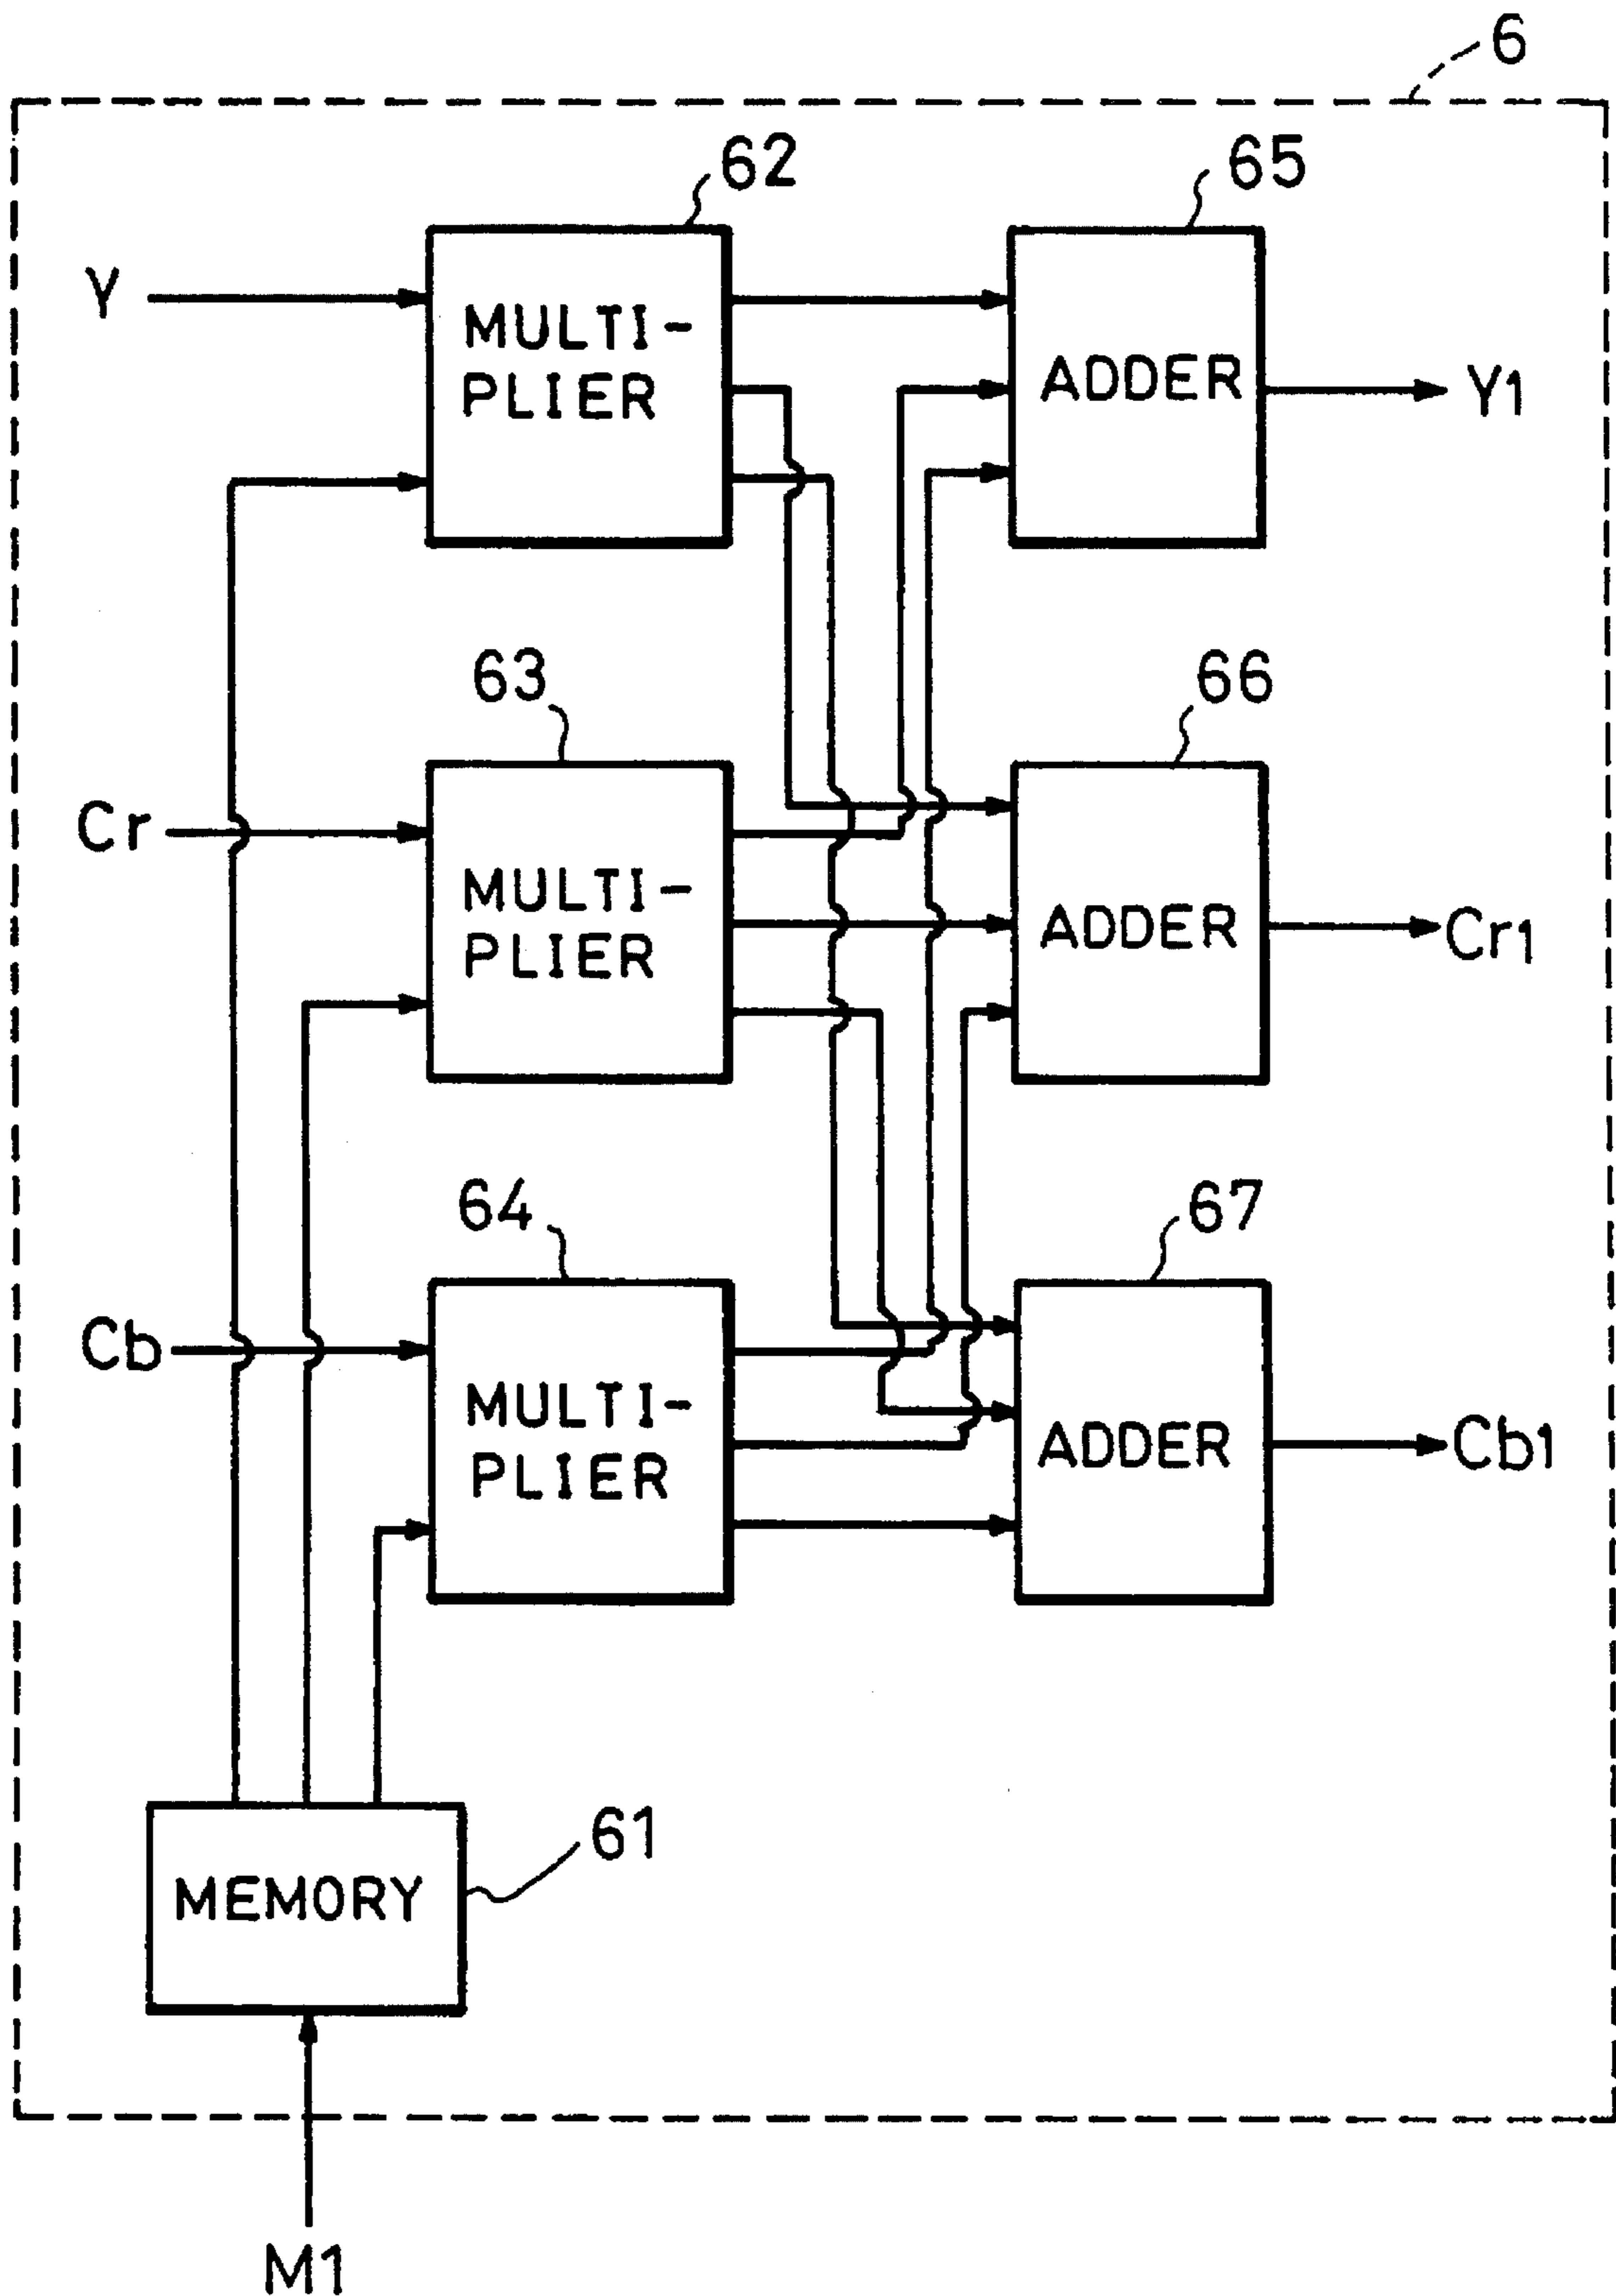 6
62
65
Y
MULTI-
PLIER
ADDER
Y1
63
66
Cr
MULTI-
PLIER
ADDER
Cr1
64
67
Cb
MULTI-
PLIER
ADDER
Cb1
MEMORY
61
M1